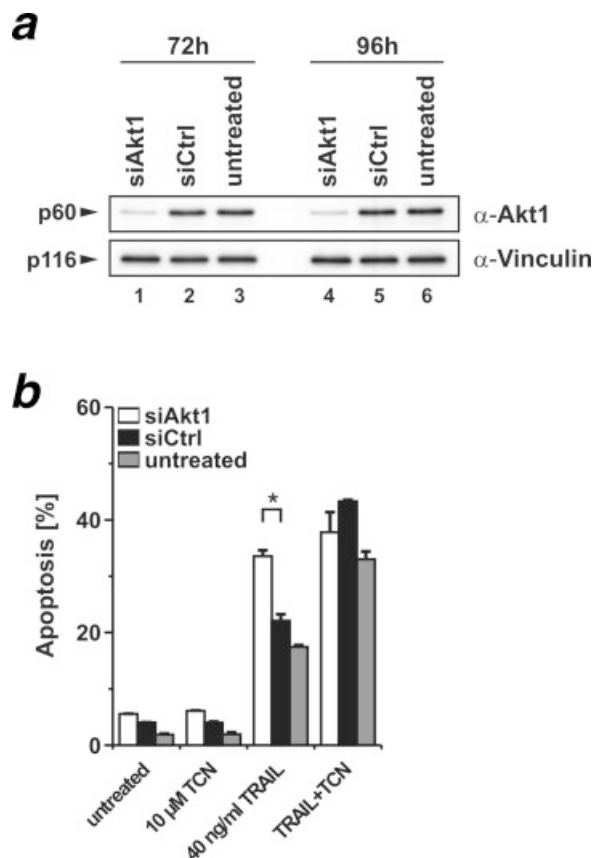 a
72h 96h
siAkt1 siCtrl untreated siAkt1 siCtrl untreated
p60 α-Akt1
p116 α-Vinculin
1 2 3 4 5 6
b
60
siAkt1
siCtrl
untreated
*
40
Apoptosis [%]
20
0
untreated 10 µM TCN 40 ng/ml TRAIL TRAIL+TCN